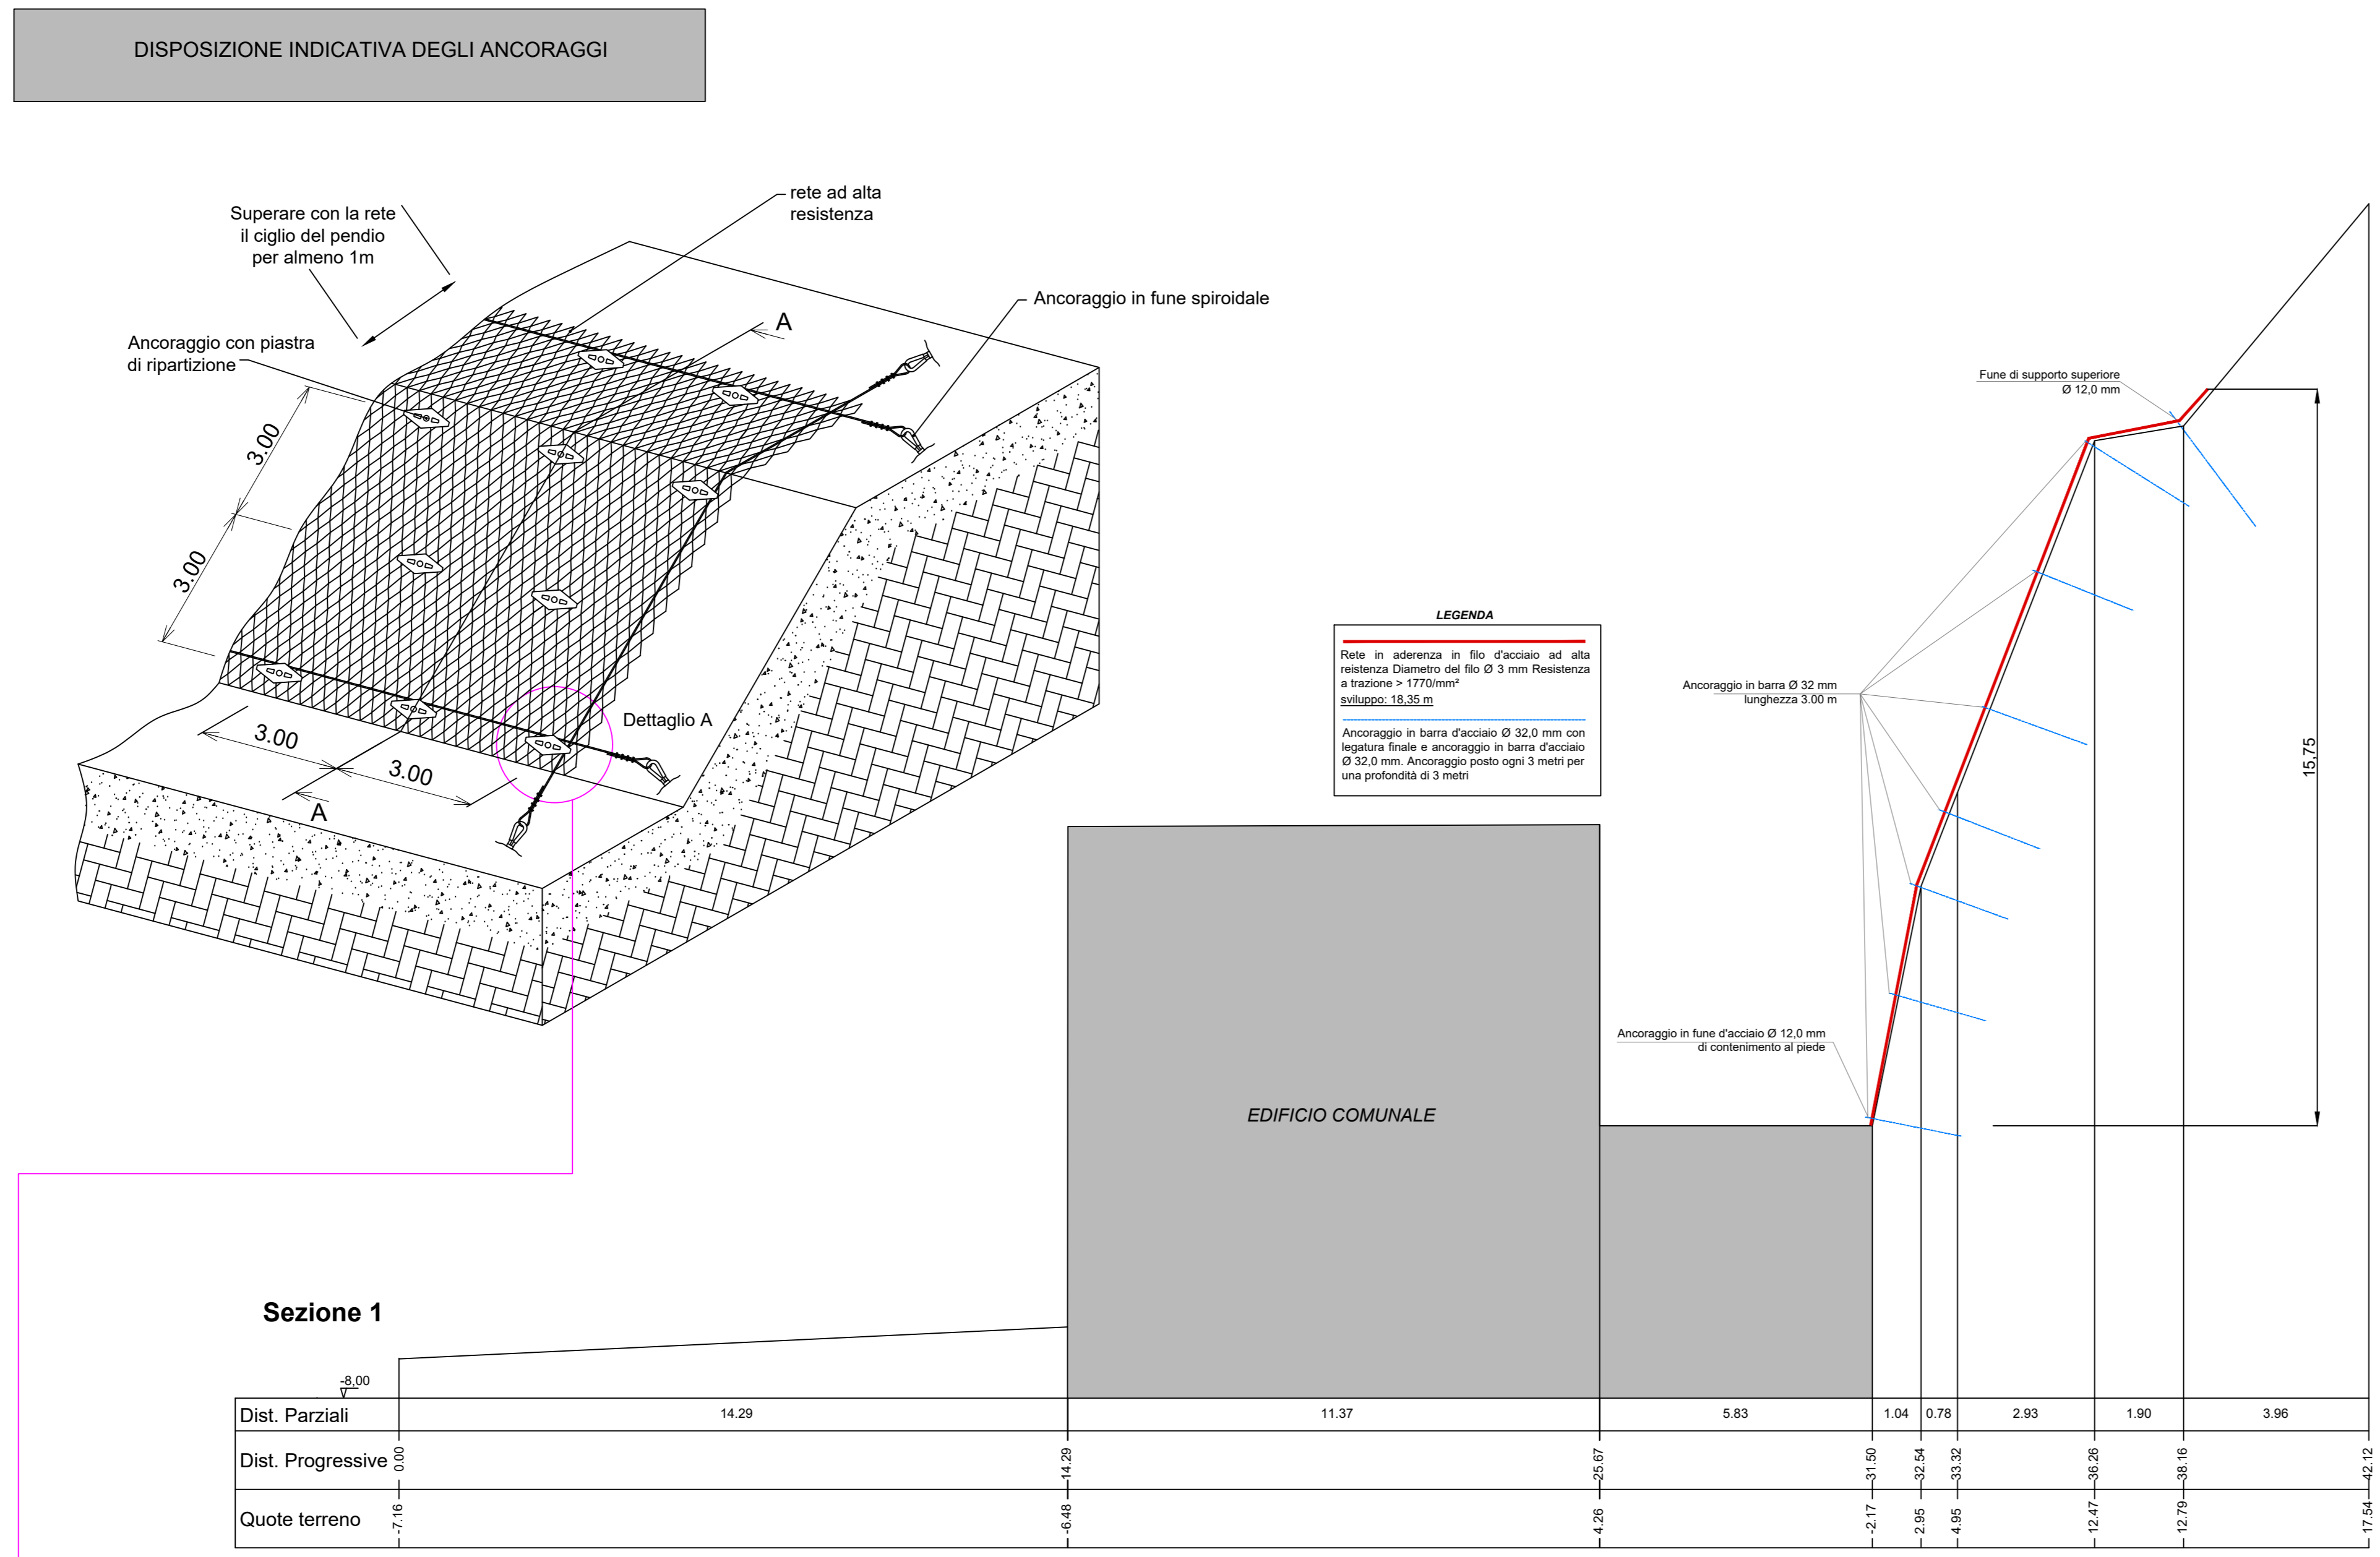 DISPOSIZIONE INDICATIVA DEGLI ANCORAGGI
Superare con la rete
il ciglio del pendio
per almeno 1m
rete ad alta
resistenza
Ancoraggio in fune spiroidale
A
Ancoraggio con piastra
di ripartizione
3.00
3.00
3.00
3.00
A
Dettaglio A
Fune di supporto superiore
Ø 12,0 mm
LEGENDA
Rete in aderenza in filo d'acciaio ad alta
reistenza Diametro del filo Ø 3 mm Resistenza
a trazione > 1770/mm²
sviluppo: 18,35 m
Ancoraggio in barra d'acciaio Ø 32,0 mm con
legatura finale e ancoraggio in barra d'acciaio
Ø 32,0 mm. Ancoraggio posto ogni 3 metri per
una profondità di 3 metri
Ancoraggio in barra Ø 32 mm
lunghezza 3.00 m
15,75
Ancoraggio in fune d'acciaio Ø 12,0 mm
di contenimento al piede
EDIFICIO COMUNALE
Sezione 1
-8,00
Dist. Parziali 14.29 11.37 5.83 1.04 0.78 2.93 1.90 3.96
Dist. Progressive 0.00 14.29 25.67 31.50 32.54 33.32 36.26 38.16 42.12
Quote terreno -7.16 -6.48 4.26 -2.17 2.95 4.95 12.47 12.79 17.54